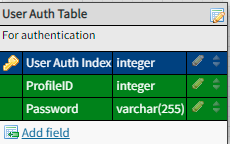 User Auth Table
For authentication
User Auth Index integer
ProfileID integer
Password varchar(255)
Add field